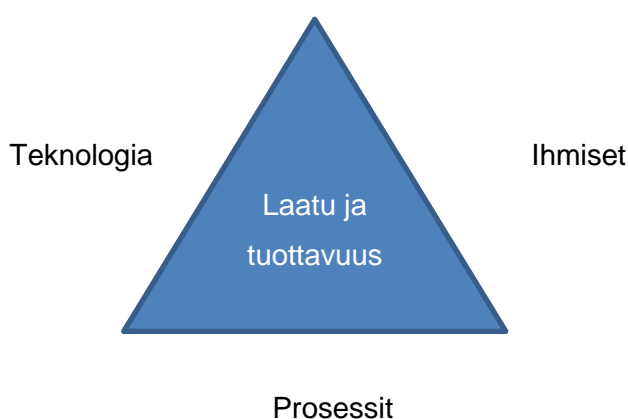 Teknologia
Ihmiset
Laatu ja
tuottavuus
Prosessit